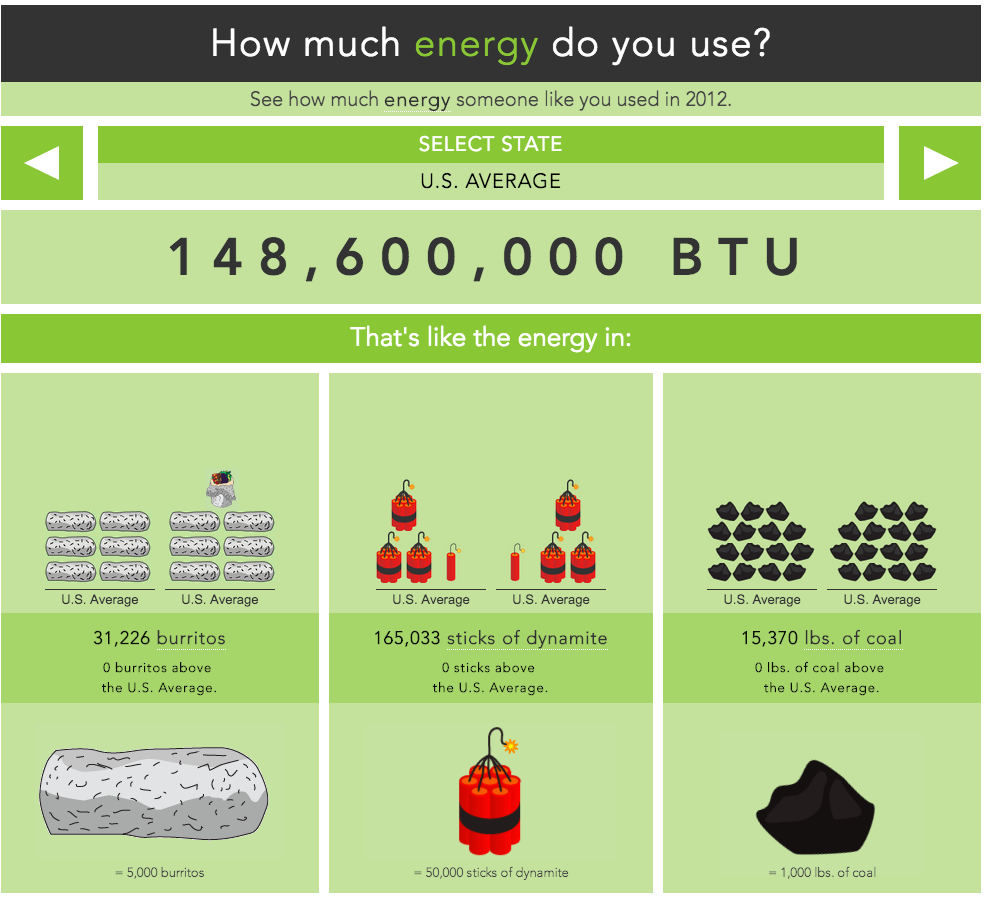 How much energy do you use?
See how much energy someone like you used in 2012.
SELECT STATE
U.S. AVERAGE
148,600,000 BTU
That's like the energy in:
U.S. Average U.S. Average
31,226 burritos
0 burritos above
the U.S. Average.
= 5,000 burritos
U.S. Average U.S. Average
165,033 sticks of dynamite
0 sticks above
the U.S. Average.
= 50,000 sticks of dynamite
U.S. Average U.S. Average
15,370 lbs. of coal
0 lbs. of coal above
the U.S. Average.
= 1,000 lbs. of coal